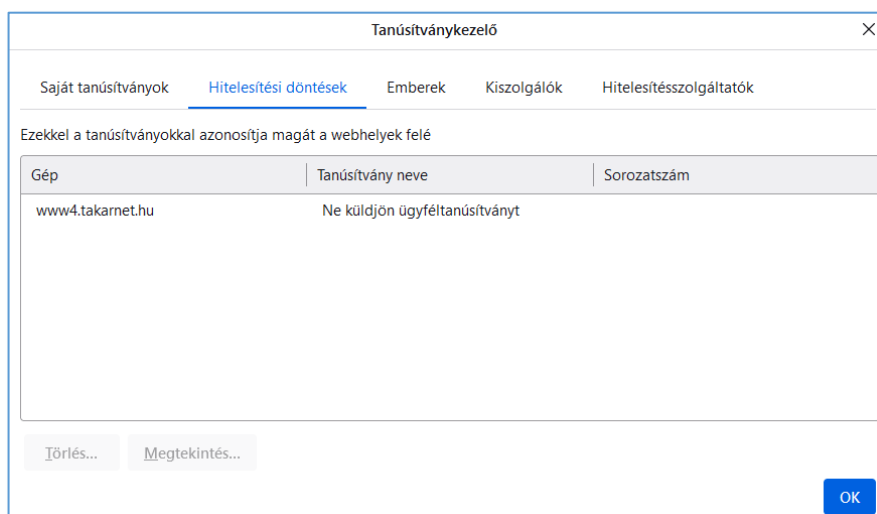 Tanúsítványkezelő
Saját tanúsítványok Hitelesítési döntések Emberek Kiszolgálók Hitelesítésszolgáltatók
Ezekkel a tanúsítványokkal azonosítja magát a webhelyek felé
Gép Tanúsítvány neve Sorozatszám
www4.takarnet.hu Ne küldjön ügyféltanúsítványt
Törlés... Megtekintés...
OK